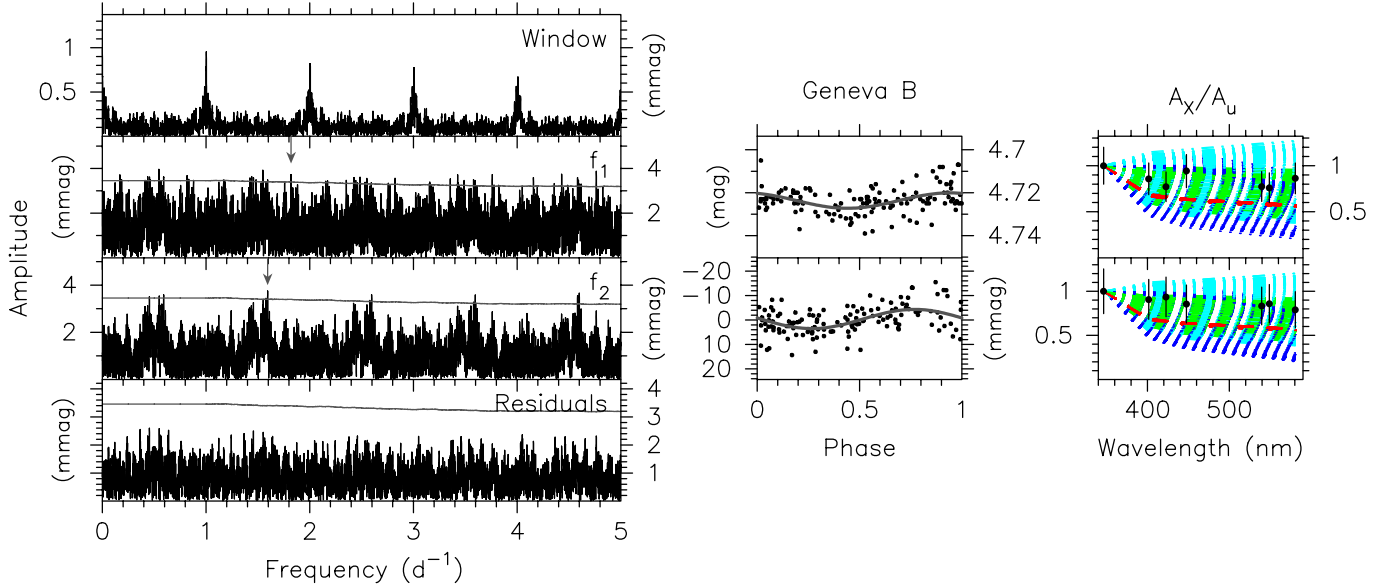 Window
1
0.5
(mmag)
f1
4
2
(mmag)
4
2
f2
4
2
(mmag)
Residuals
(mmag)
4
3
2
1
Amplitude
0 1 2 3 4 5
Frequency (d−1)
Geneva B
(mag)
4.7
4.72
4.74
−20
−10
0
10
20
(mmag)
0 0.5 1
Phase
AX/Au
1
0.5
1
0.5
400 500
Wavelength (nm)